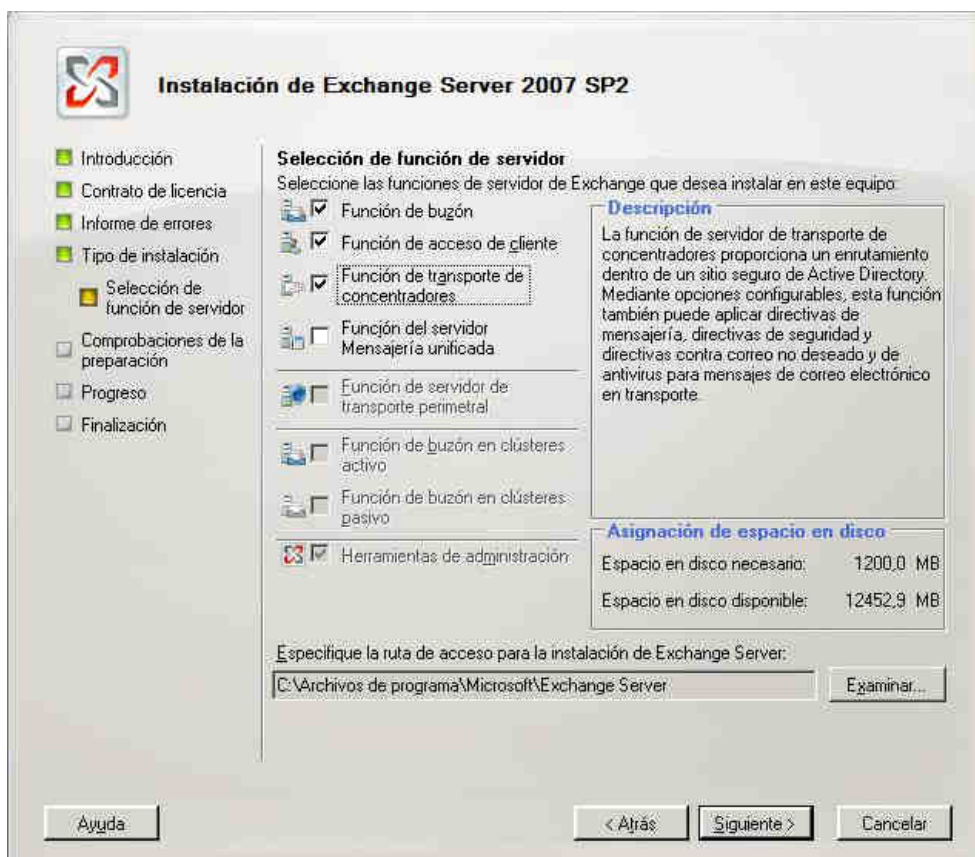 Instalación de Exchange Server 2007 SP2
Introducción
Contrato de licencia
Informe de errores
Tipo de instalación
Selección de
función de servidor
Comprobaciones de la
preparación
Progreso
Finalización
Selección de función de servidor
Seleccione las funciones de servidor de Exchange que desea instalar en este equipo:
Función de buzón
Función de acceso de cliente
Función de transporte de
concentradores
Función del servidor
Mensajería unificada
Función de servidor de
transporte perimetral
Función de buzón en clústeres
activo
Función de buzón en clústeres
pasivo
Herramientas de administración
Descripción
La función de servidor de transporte de
concentradores proporciona un enrutamiento
dentro de un sitio seguro de Active Directory.
Mediante opciones configurables, esta función
también puede aplicar directivas de
mensajería, directivas de seguridad y
directivas contra correo no deseado y de
antivirus para mensajes de correo electrónico
en transporte.
Asignación de espacio en disco
Espacio en disco necesario: 1200,0 MB
Espacio en disco disponible: 12452,9 MB
Especifique la ruta de acceso para la instalación de Exchange Server:
C:\Archivos de programa\Microsoft\Exchange Server
Examinar...
Ayuda
< Atrás
Siguiente >
Cancelar